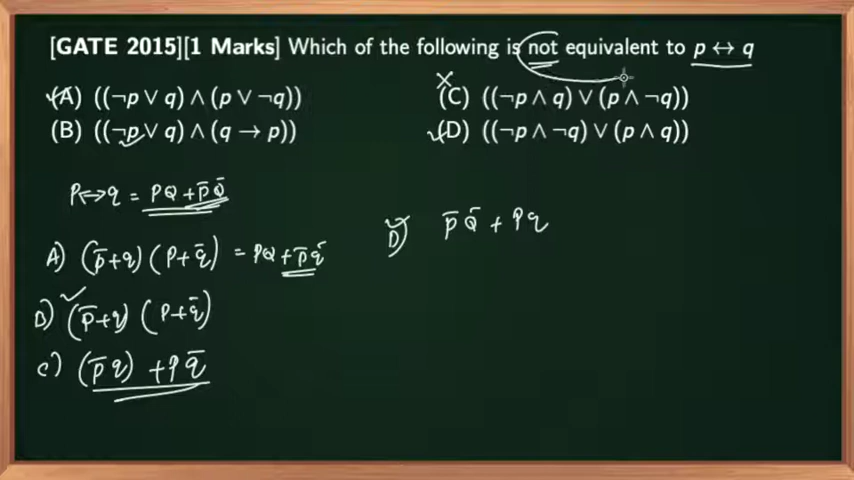 [GATE 2015][1 Marks] Which of the following is not equivalent to p ↔ q
(A) ((¬p ∨ q) ∧ (p ∨ ¬q))
(C) ((¬p ∧ q) ∨ (p ∧ ¬q))
(B) ((¬p ∨ q) ∧ (q → p))
(D) ((¬p ∧ ¬q) ∨ (p ∧ q))
P↔q = PQ + P̄Q̄
A) (P̄+q) (P+q̄) = PQ + P̄q̄
B) (P̄+q) (P+q̄)
C) (P̄q) + Pq̄
D) P̄Q̄ + Pq